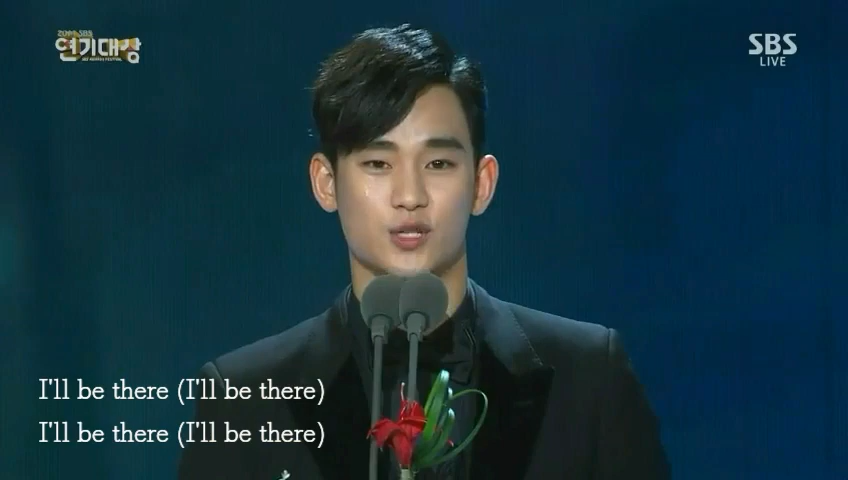 연기대상
SBS
LIVE
I'll be there (I'll be there)
I'll be there (I'll be there)